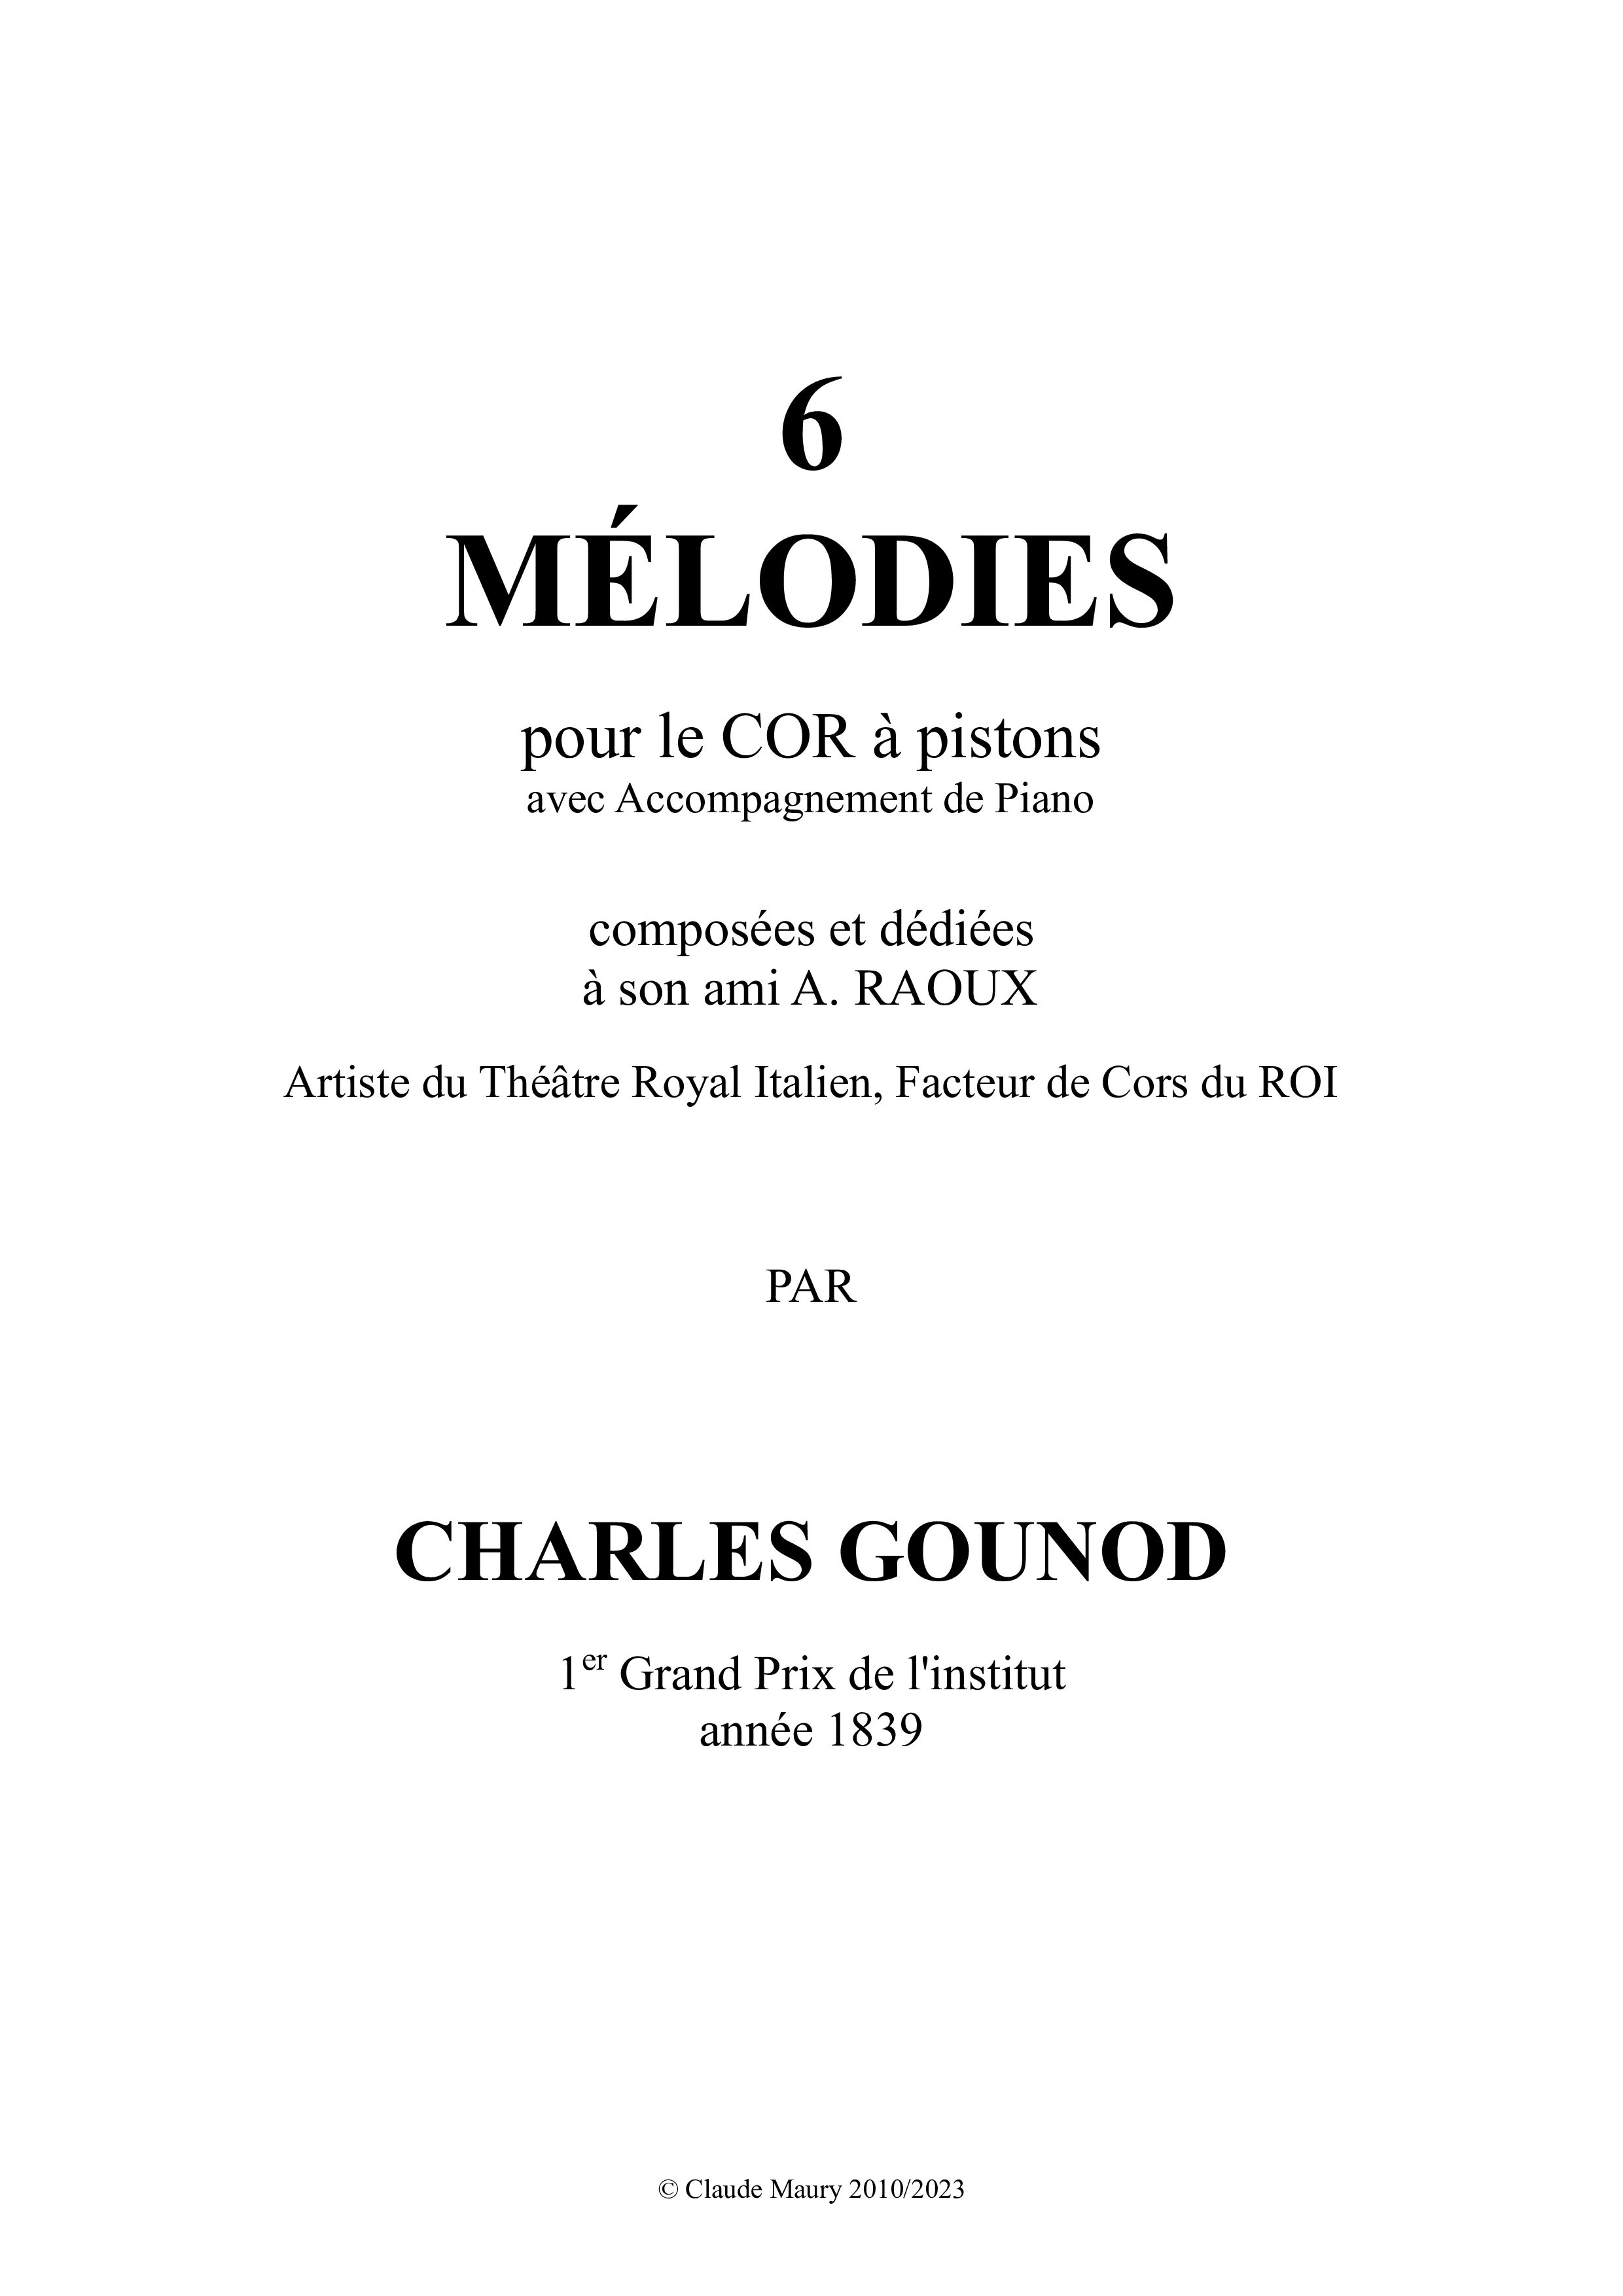 6
MÉLODIES
pour le COR à pistons
avec Accompagnement de Piano
composées et dédiées
à son ami A. RAOUX
Artiste du Théâtre Royal Italien, Facteur de Cors du ROI
PAR
CHARLES GOUNOD
1er Grand Prix de l'institut
année 1839
© Claude Maury 2010/2023